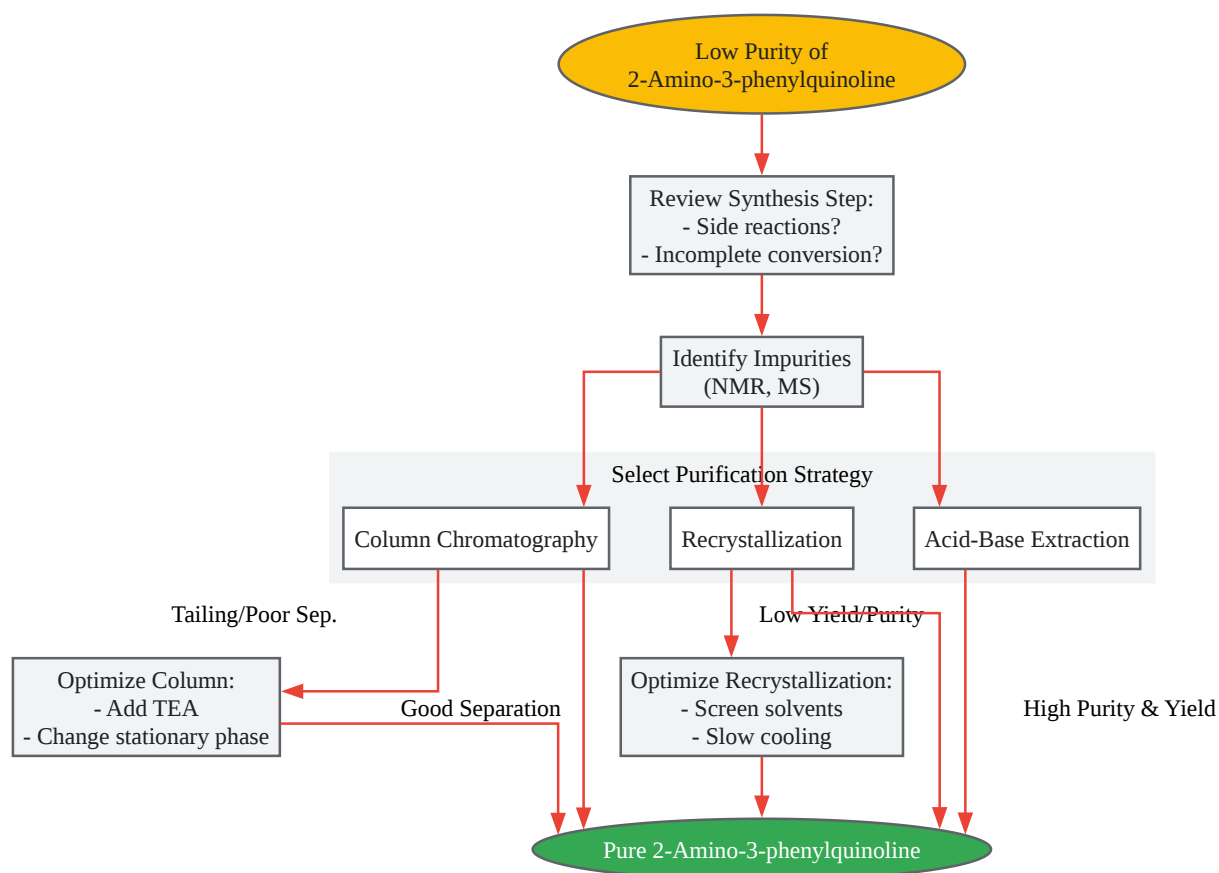 Low Purity of
2-Amino-3-phenylquinoline
Review Synthesis Step:
- Side reactions?
- Incomplete conversion?
Identify Impurities
(NMR, MS)
Select Purification Strategy
Column Chromatography
Recrystallization
Acid-Base Extraction
Tailing/Poor Sep.
Low Yield/Purity
Optimize Column:
- Add TEA
- Change stationary phase
Good Separation
Optimize Recrystallization:
- Screen solvents
- Slow cooling
High Purity & Yield
Pure 2-Amino-3-phenylquinoline